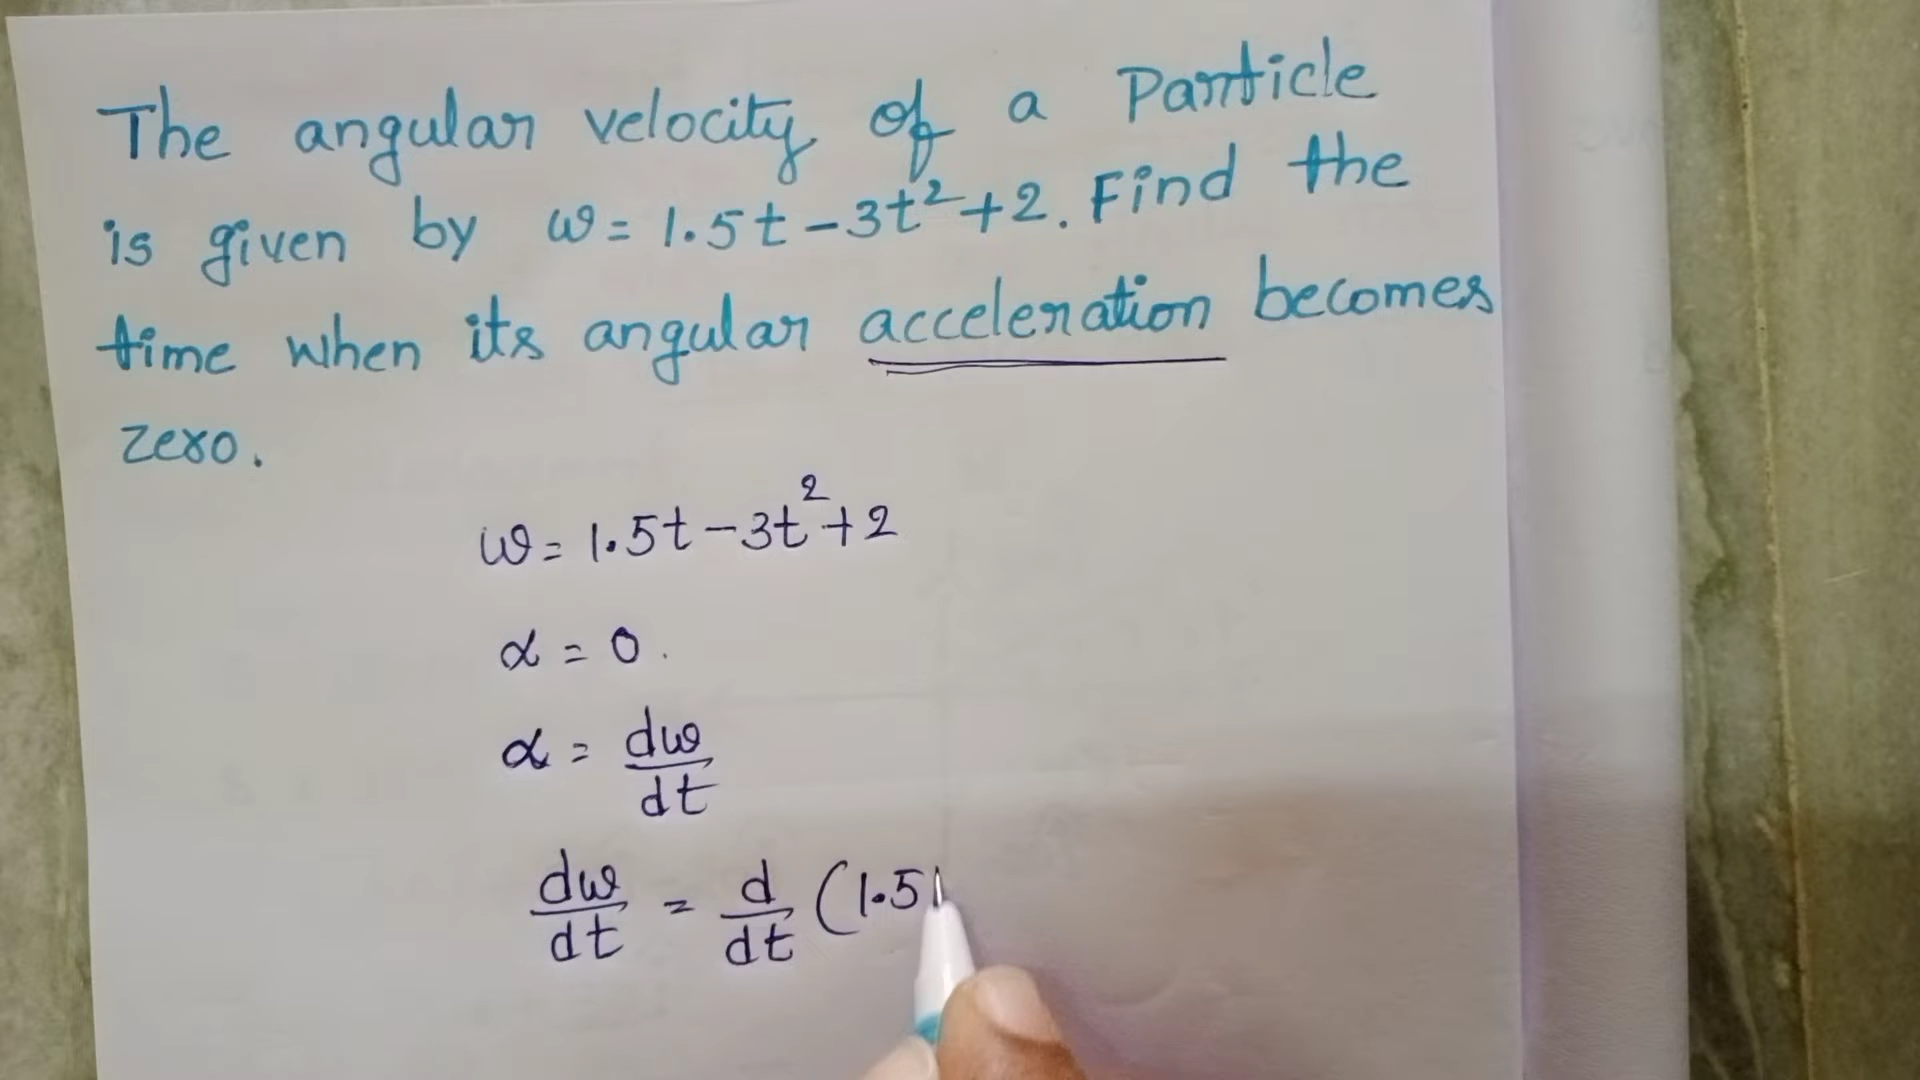 The angular velocity of a Particle
is given by ω = 1.5t - 3t² + 2. Find the
time when its angular acceleration becomes
zero.
ω = 1.5t - 3t² + 2
α = 0.
α = dω/dt
dω/dt = d/dt (1.5